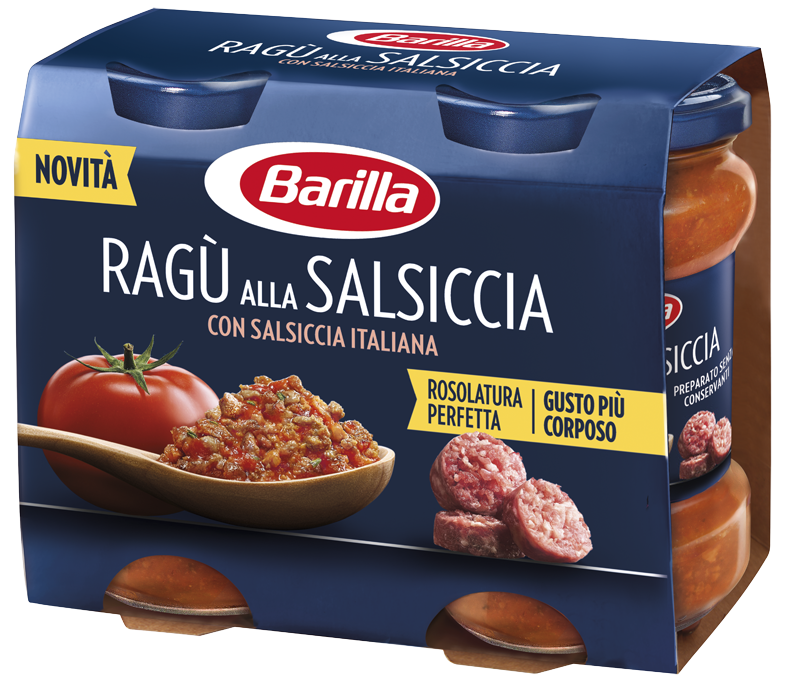 Barilla
RAGÙ ALLA SALSICCIA
CON SALSICCIA ITALIANA
NOVITÀ
Barilla
RAGÙ ALLA SALSICCIA
CON SALSICCIA ITALIANA
ROSOLATURA
PERFETTA
GUSTO PIÙ
CORPOSO
SICCIA
PREPARATO SENZA
CONSERVANTI